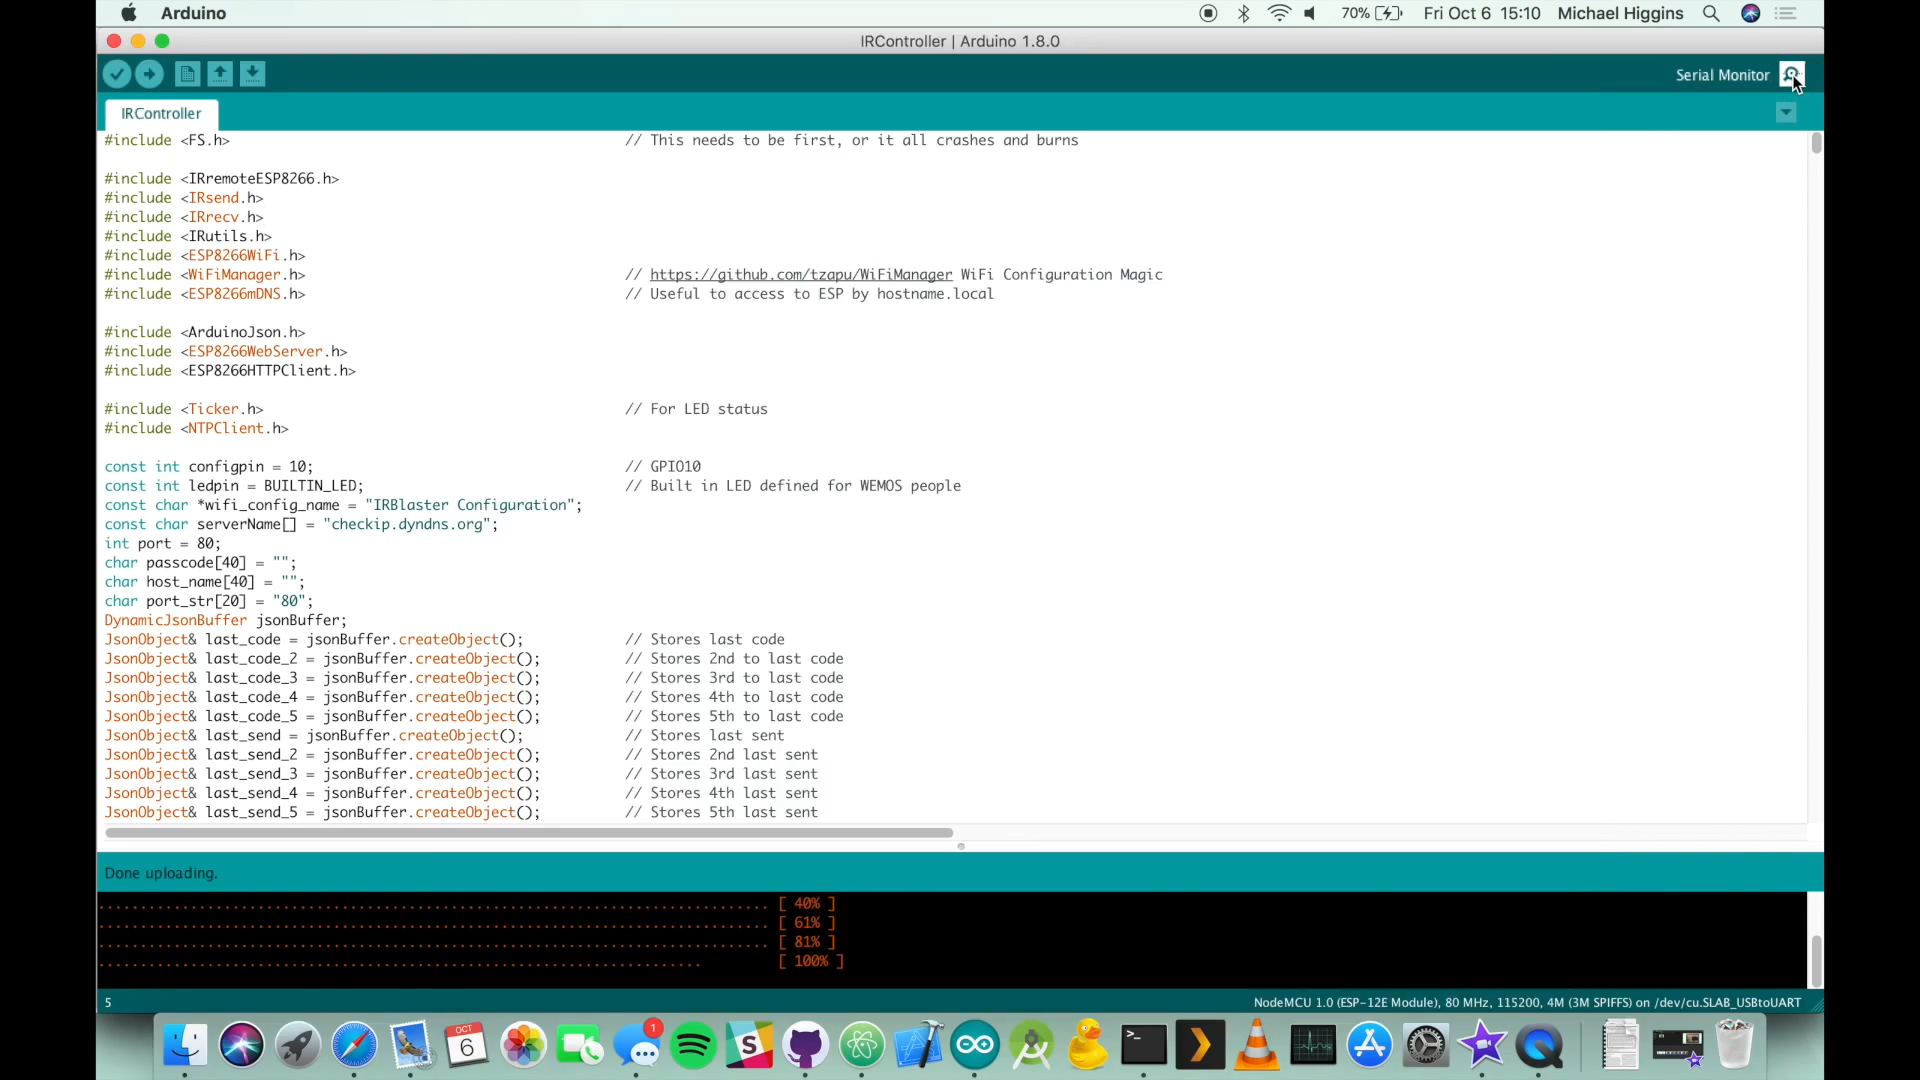 Arduino 70% Fri Oct 6 15:10 Michael Higgins
IRController | Arduino 1.8.0
Serial Monitor
IRController
#include <FS.h> // This needs to be first, or it all crashes and burns
#include <IRremoteESP8266.h>
#include <IRsend.h>
#include <IRrecv.h>
#include <IRutils.h>
#include <ESP8266WiFi.h>
#include <WiFiManager.h> // https://github.com/tzapu/WiFiManager WiFi Configuration Magic
#include <ESP8266mDNS.h> // Useful to access to ESP by hostname.local
#include <ArduinoJson.h>
#include <ESP8266WebServer.h>
#include <ESP8266HTTPClient.h>
#include <Ticker.h> // For LED status
#include <NTPClient.h>
const int configpin = 10; // GPIO10
const int ledpin = BUILTIN_LED; // Built in LED defined for WEMOS people
const char *wifi_config_name = "IRBlaster Configuration";
const char serverName[] = "checkip.dyndns.org";
int port = 80;
char passcode[40] = "";
char host_name[40] = "";
char port_str[20] = "80";
DynamicJsonBuffer jsonBuffer;
JsonObject& last_code = jsonBuffer.createObject(); // Stores last code
JsonObject& last_code_2 = jsonBuffer.createObject(); // Stores 2nd to last code
JsonObject& last_code_3 = jsonBuffer.createObject(); // Stores 3rd to last code
JsonObject& last_code_4 = jsonBuffer.createObject(); // Stores 4th to last code
JsonObject& last_code_5 = jsonBuffer.createObject(); // Stores 5th to last code
JsonObject& last_send = jsonBuffer.createObject(); // Stores last sent
JsonObject& last_send_2 = jsonBuffer.createObject(); // Stores 2nd last sent
JsonObject& last_send_3 = jsonBuffer.createObject(); // Stores 3rd last sent
JsonObject& last_send_4 = jsonBuffer.createObject(); // Stores 4th last sent
JsonObject& last_send_5 = jsonBuffer.createObject(); // Stores 5th last sent
Done uploading.
................................................................................ [ 40% ]
................................................................................ [ 61% ]
................................................................................ [ 81% ]
........................................................................ [ 100% ]
5 NodeMCU 1.0 (ESP-12E Module), 80 MHz, 115200, 4M (3M SPIFFS) on /dev/cu.SLAB_USBtoUART
OCT
6
1
S
>_